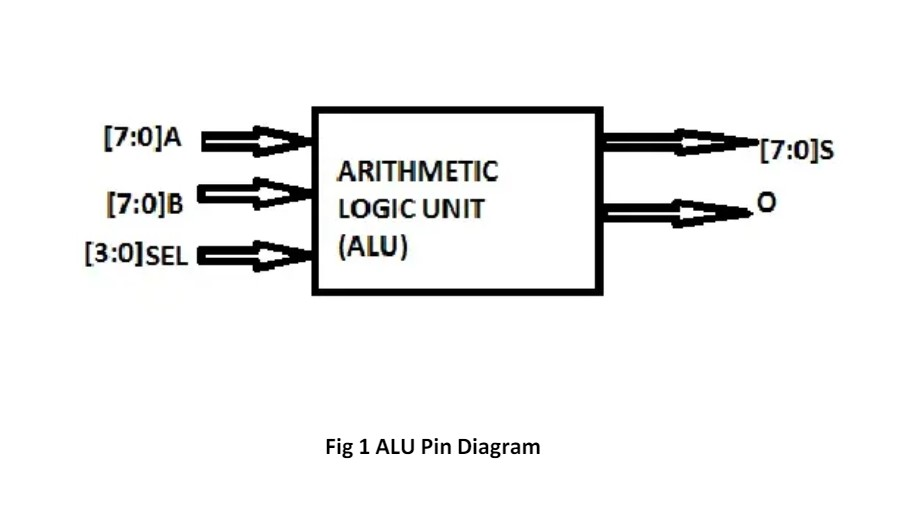 [7:0]A
[7:0]B
[3:0]SEL
ARITHMETIC
LOGIC UNIT
(ALU)
[7:0]S
O
Fig 1 ALU Pin Diagram